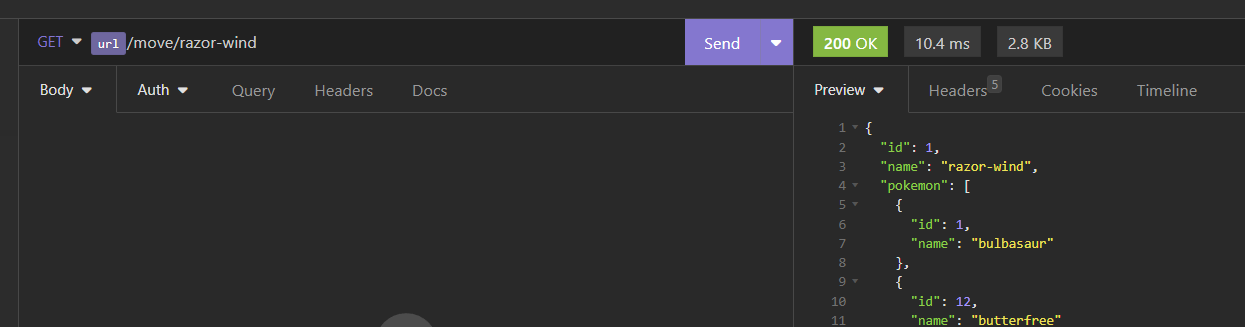 GET url/move/razor-wind Send 200 OK 10.4 ms 2.8 KB
Body Auth Query Headers Docs Preview Headers 5 Cookies Timeline
1 {
2 "id": 1,
3 "name": "razor-wind",
4 "pokemon": [
5 {
6 "id": 1,
7 "name": "bulbasaur"
8 },
9 {
10 "id": 12,
11 "name": "butterfree"